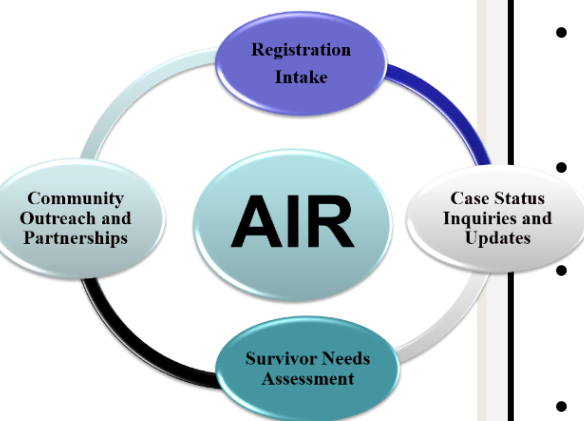 Registration
Intake
Community
Outreach and
Partnerships
AIR
Case Status
Inquiries and
Updates
Survivor Needs
Assessment